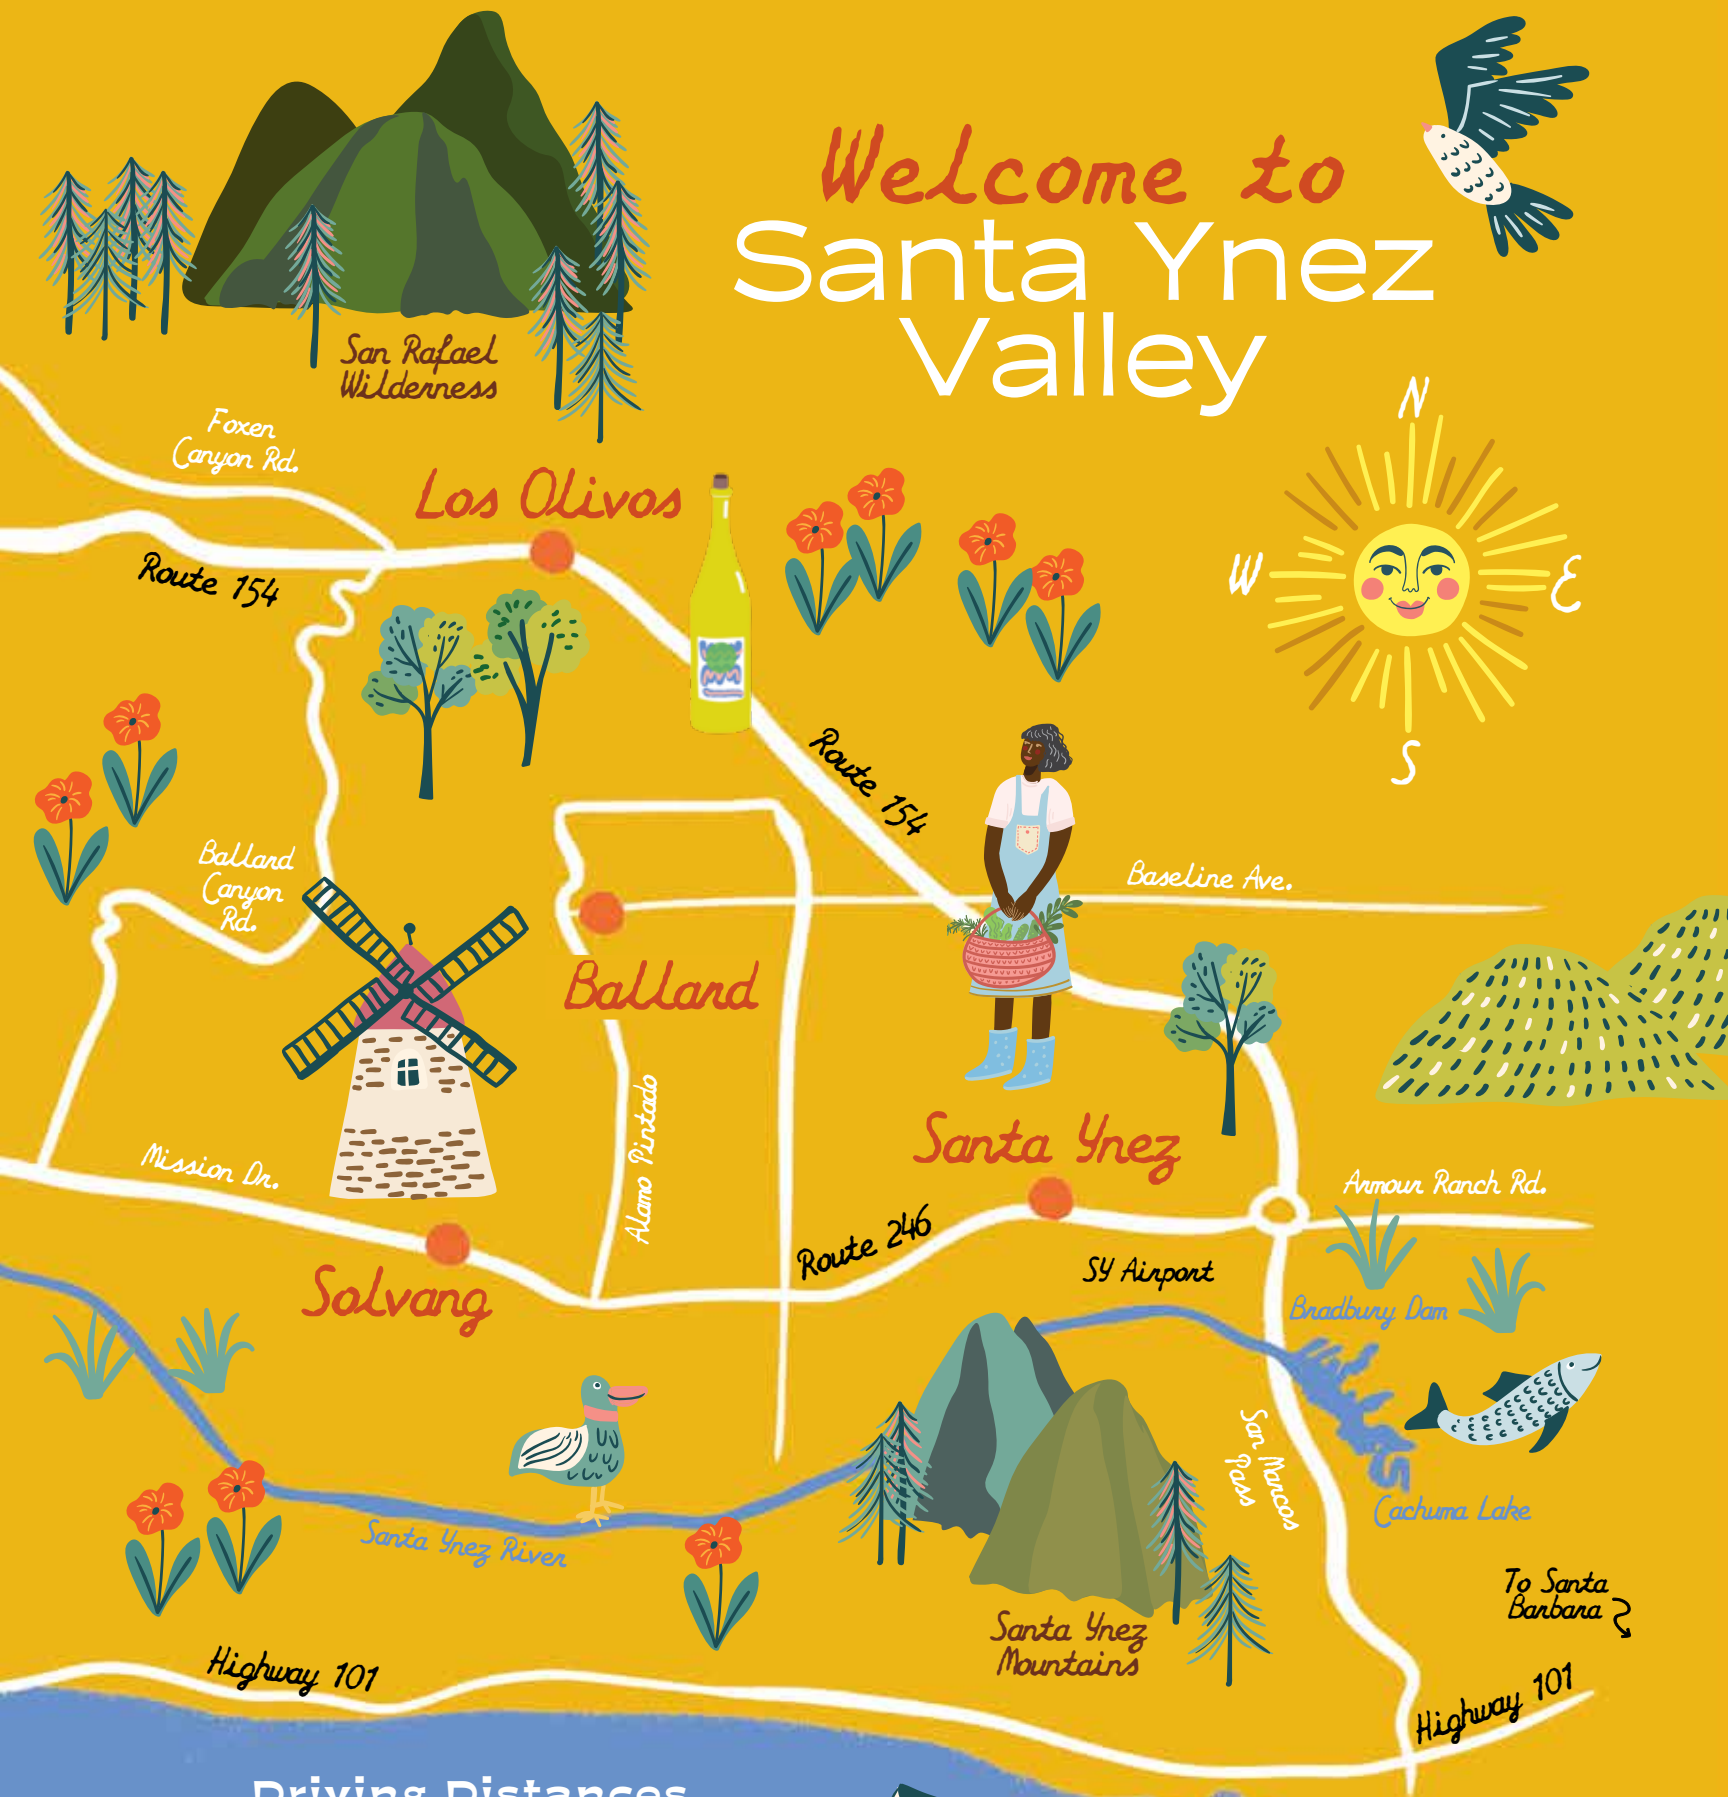 Welcome to
Santa Ynez
Valley
San Rafael
Wilderness
N
Foxen
Canyon Rd.
Los Olivos
W
E
Route 154
S
Route 154
Ballard
Canyon
Rd.
Baseline Ave.
Ballard
Alamo Pintado
Santa Ynez
Mission Dr.
Armour Ranch Rd.
Route 246
SY Airport
Solvang
Bradbury Dam
San Marcos
Pass
Cachuma Lake
Santa Ynez River
To Santa
Barbara
Santa Ynez
Mountains
Highway 101
Highway 101
Driving Distances